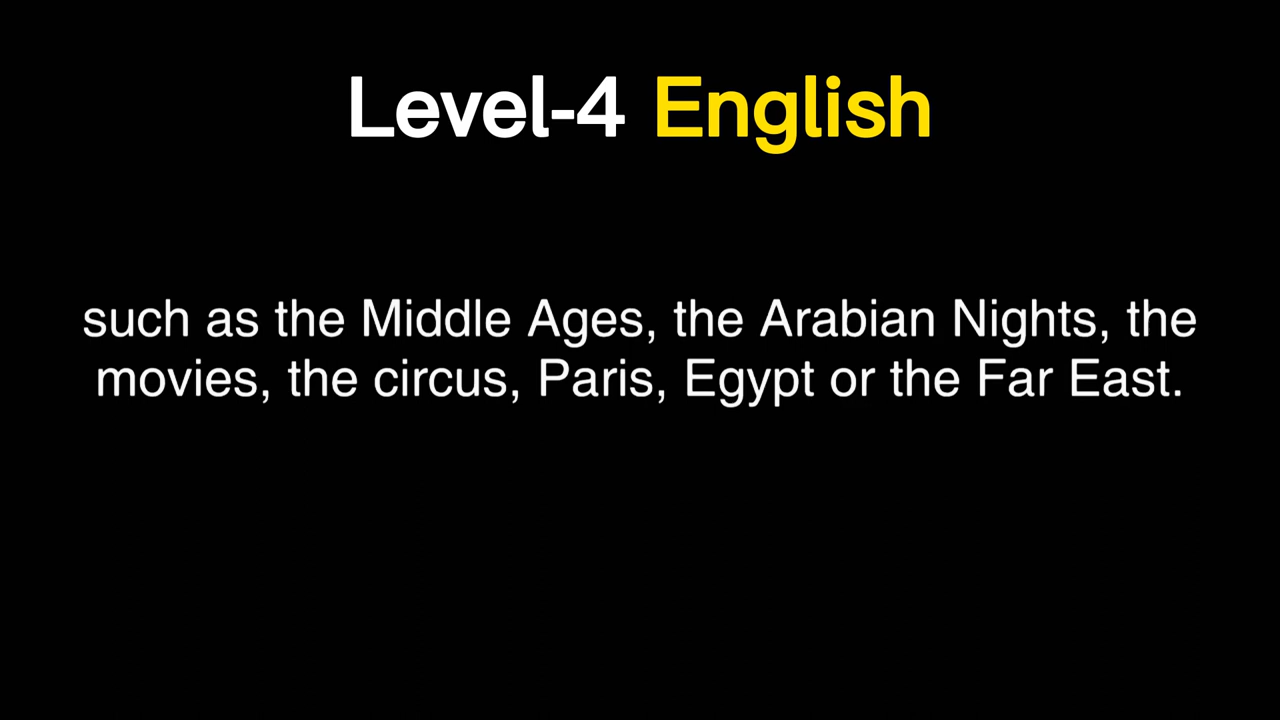 Level-4 English
such as the Middle Ages, the Arabian Nights, the
movies, the circus, Paris, Egypt or the Far East.